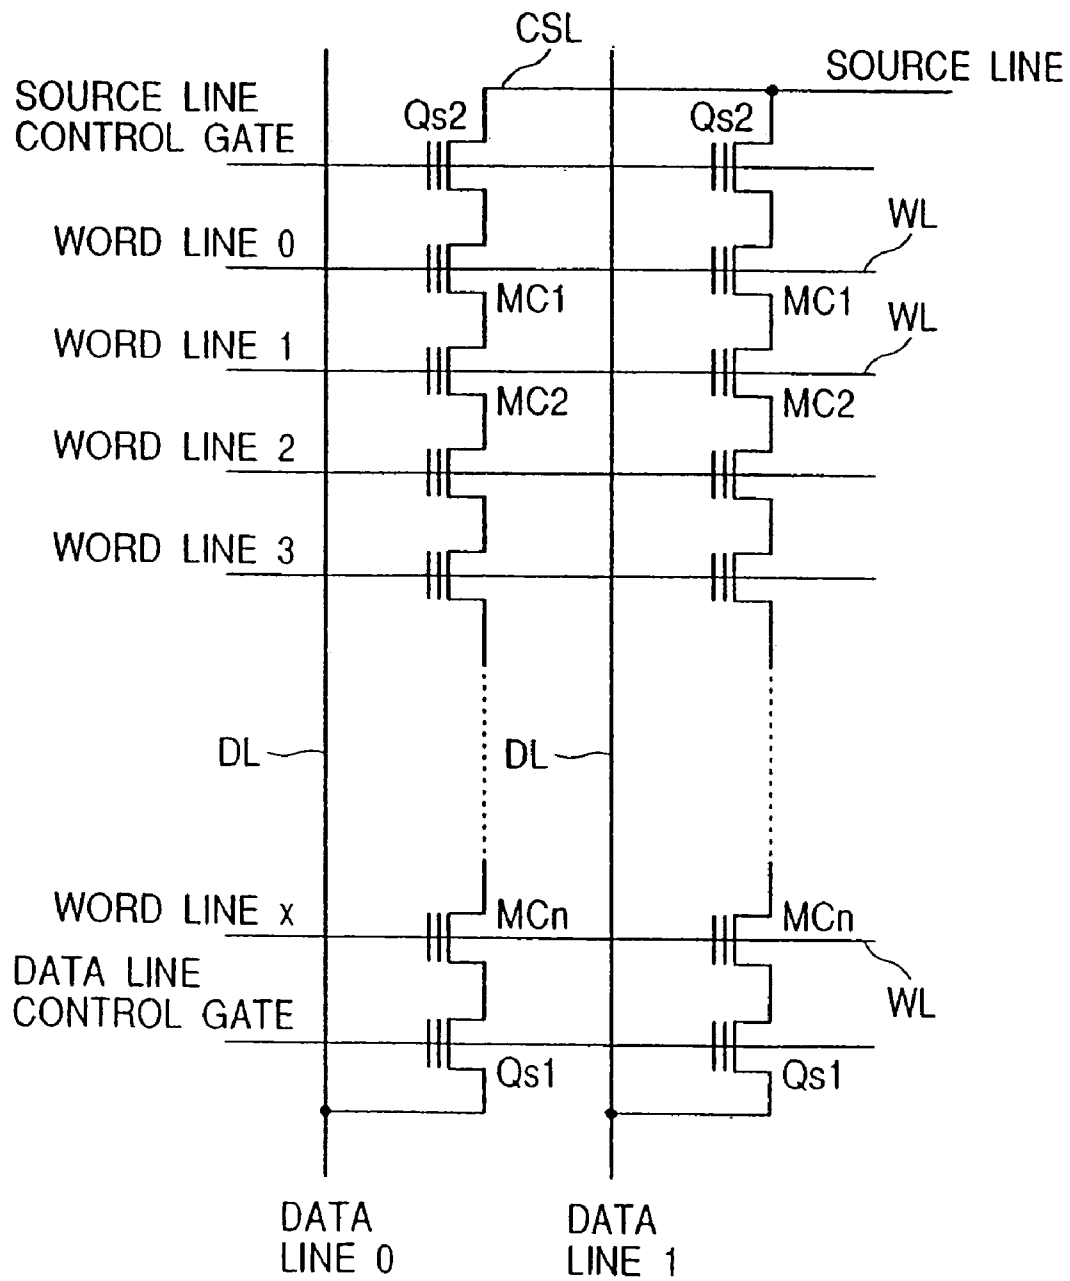 CSL
SOURCE LINE
SOURCE LINE
CONTROL GATE
Qs2
Qs2
WORD LINE 0
WL
MC1
MC1
WORD LINE 1
WL
MC2
MC2
WORD LINE 2
WORD LINE 3
DL
DL
WORD LINE x
MCn
MCn
DATA LINE
CONTROL GATE
WL
Qs1
Qs1
DATA
LINE 0
DATA
LINE 1